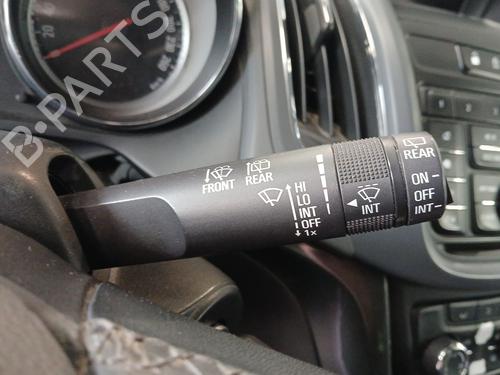 B-PARTS
FRONT
REAR
HI
LO
INT
OFF
1x
INT
REAR
ON
OFF
INT